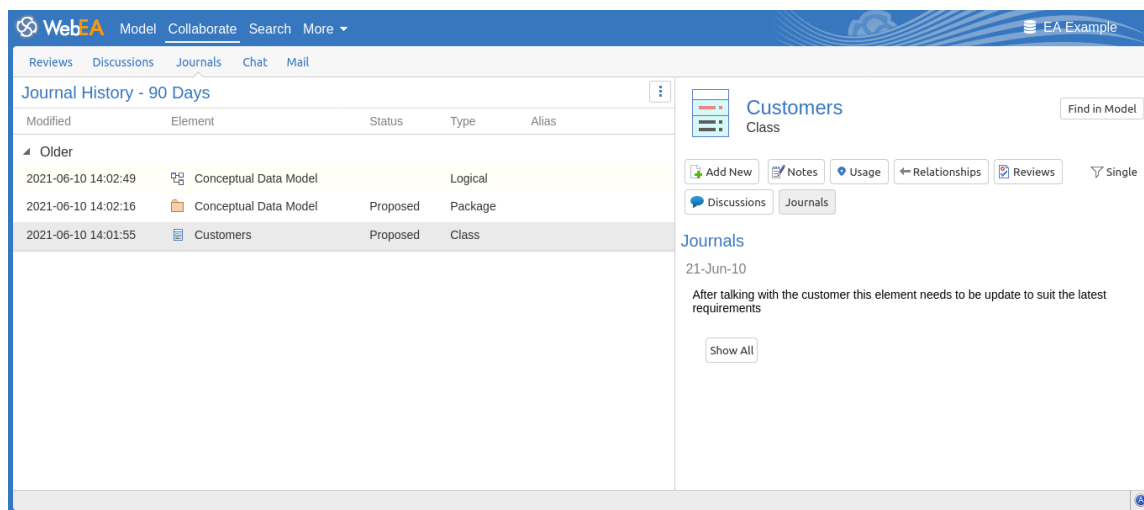 WebEA Model Collaborate Search More EA Example
Reviews Discussions Journals Chat Mail
Journal History - 90 Days
Modified Element Status Type Alias
Older
2021-06-10 14:02:49 Conceptual Data Model Logical
2021-06-10 14:02:16 Conceptual Data Model Proposed Package
2021-06-10 14:01:55 Customers Proposed Class
Customers
Class
Find in Model
Add New Notes Usage Relationships Reviews Single
Discussions Journals
Journals
21-Jun-10
After talking with the customer this element needs to be update to suit the latest
requirements
Show All